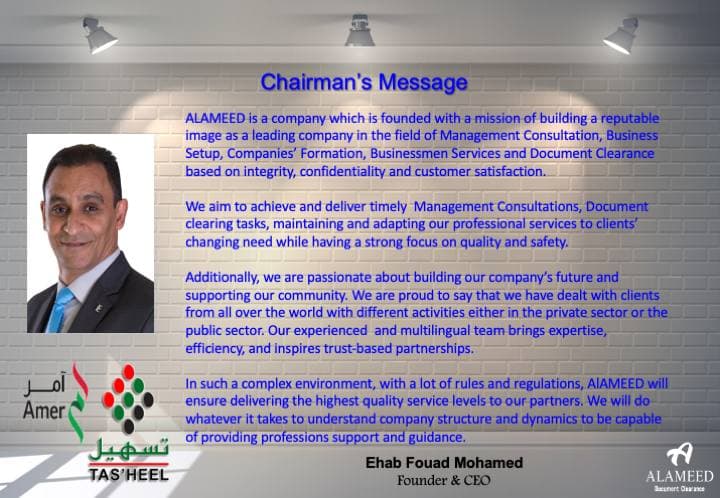 Chairman's Message
ALAMEED is a company which is founded with a mission of building a reputable
image as a leading company in the field of Management Consultation, Business
Setup, Companies' Formation, Businessmen Services and Document Clearance
based on integrity, confidentiality and customer satisfaction.
We aim to achieve and deliver timely Management Consultations, Document
clearing tasks, maintaining and adapting our professional services to clients'
changing need while having a strong focus on quality and safety.
Additionally, we are passionate about building our company's future and
supporting our community. We are proud to say that we have dealt with clients
from all over the world with different activities either in the private sector or the
public sector. Our experienced and multilingual team brings expertise,
efficiency, and inspires trust-based partnerships.
In such a complex environment, with a lot of rules and regulations, AlAMEED will
ensure delivering the highest quality service levels to our partners. We will do
whatever it takes to understand company structure and dynamics to be capable
of providing professions support and guidance.
Ehab Fouad Mohamed
Founder & CEO
آمر
Amer
تسهيل
TAS'HEEL
ALAMEED
Document Clearance